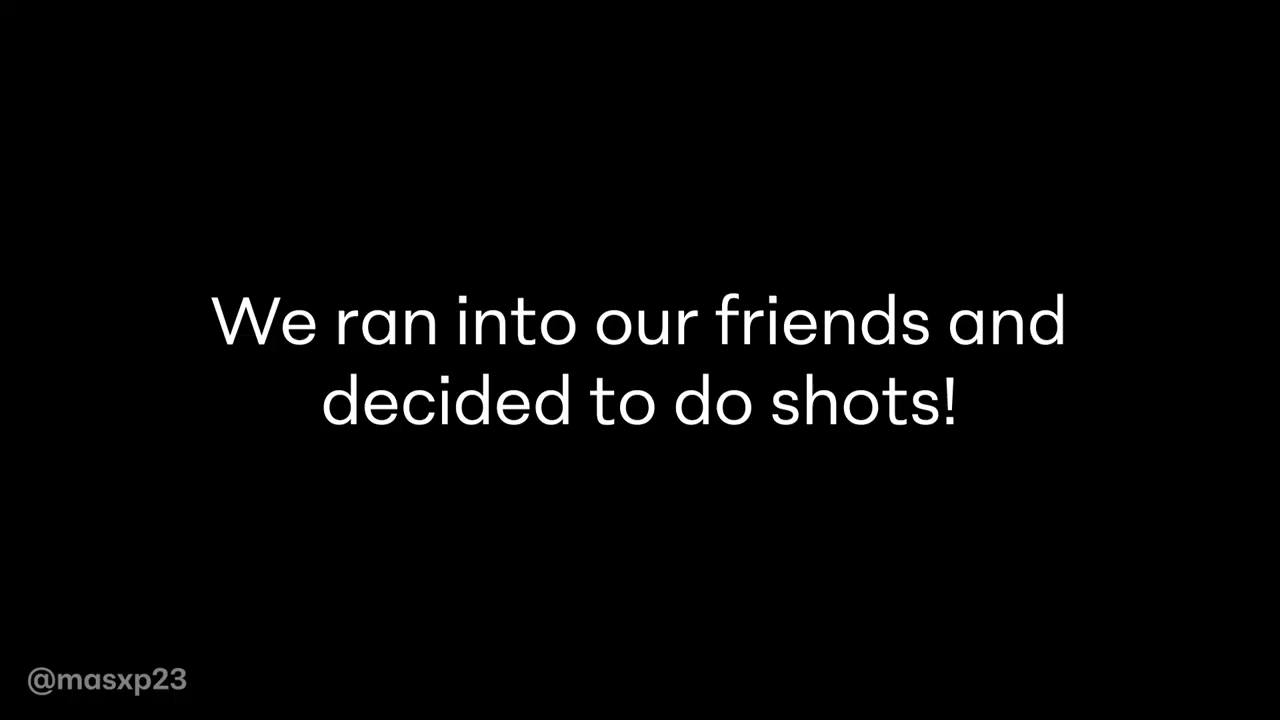 We ran into our friends and
decided to do shots!
@masxp23